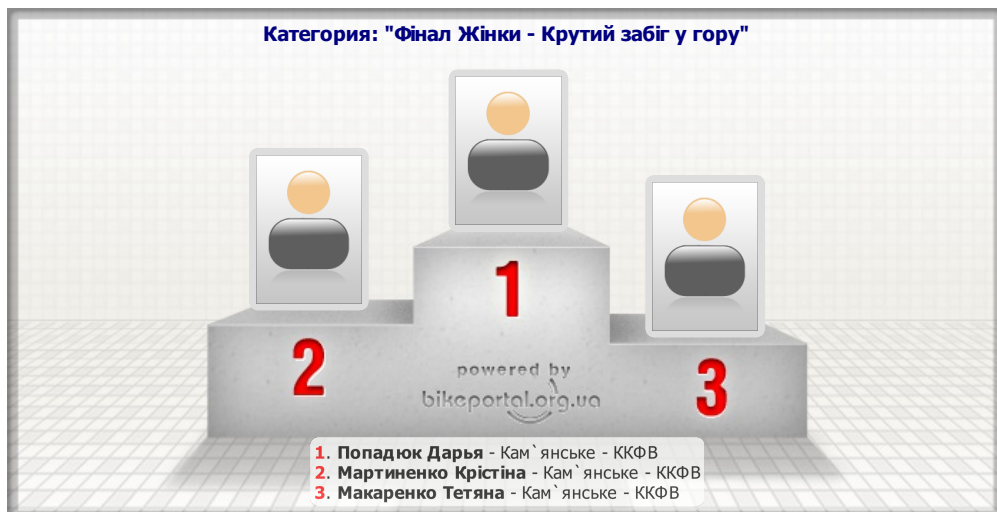 Категория: "Фінал Жінки - Крутий забіг у гору"
1
2
3
powered by
bikeportal.org.ua
1. Попадюк Дарья - Кам`янське - ККФВ
2. Мартиненко Крістіна - Кам`янське - ККФВ
3. Макаренко Тетяна - Кам`янське - ККФВ